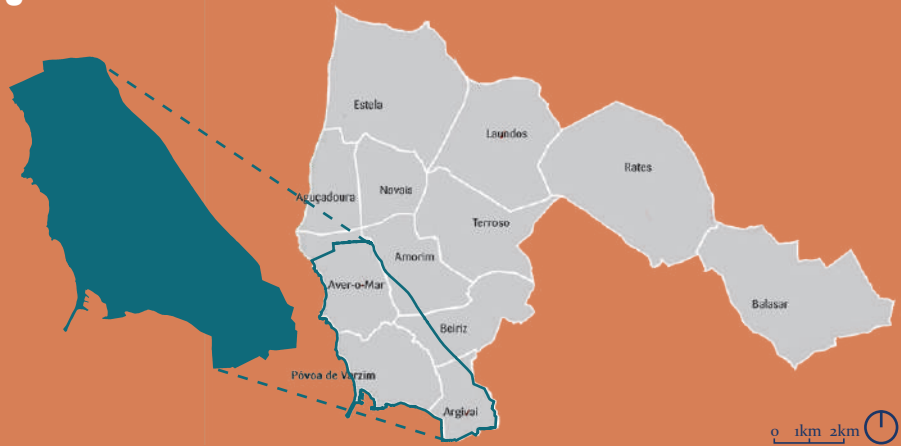 Estela
Laundos
Rates
Aguçadoura
Navais
Terroso
Amorim
Aver-o-Mar
Balasar
Beiriz
Póvoa de Varzim
Argivai
0 1km 2km